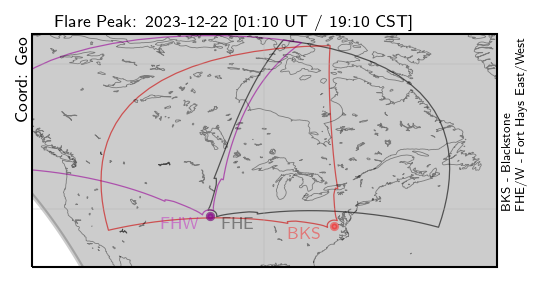 Flare Peak: 2023-12-22 [01:10 UT / 19:10 CST]
Coord: Geo
FHW
FHE
BKS
BKS - Blackstone
FHE/W - Fort Hays East/West